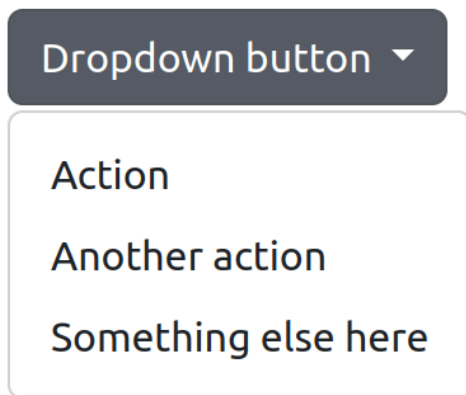 Dropdown button
Action
Another action
Something else here